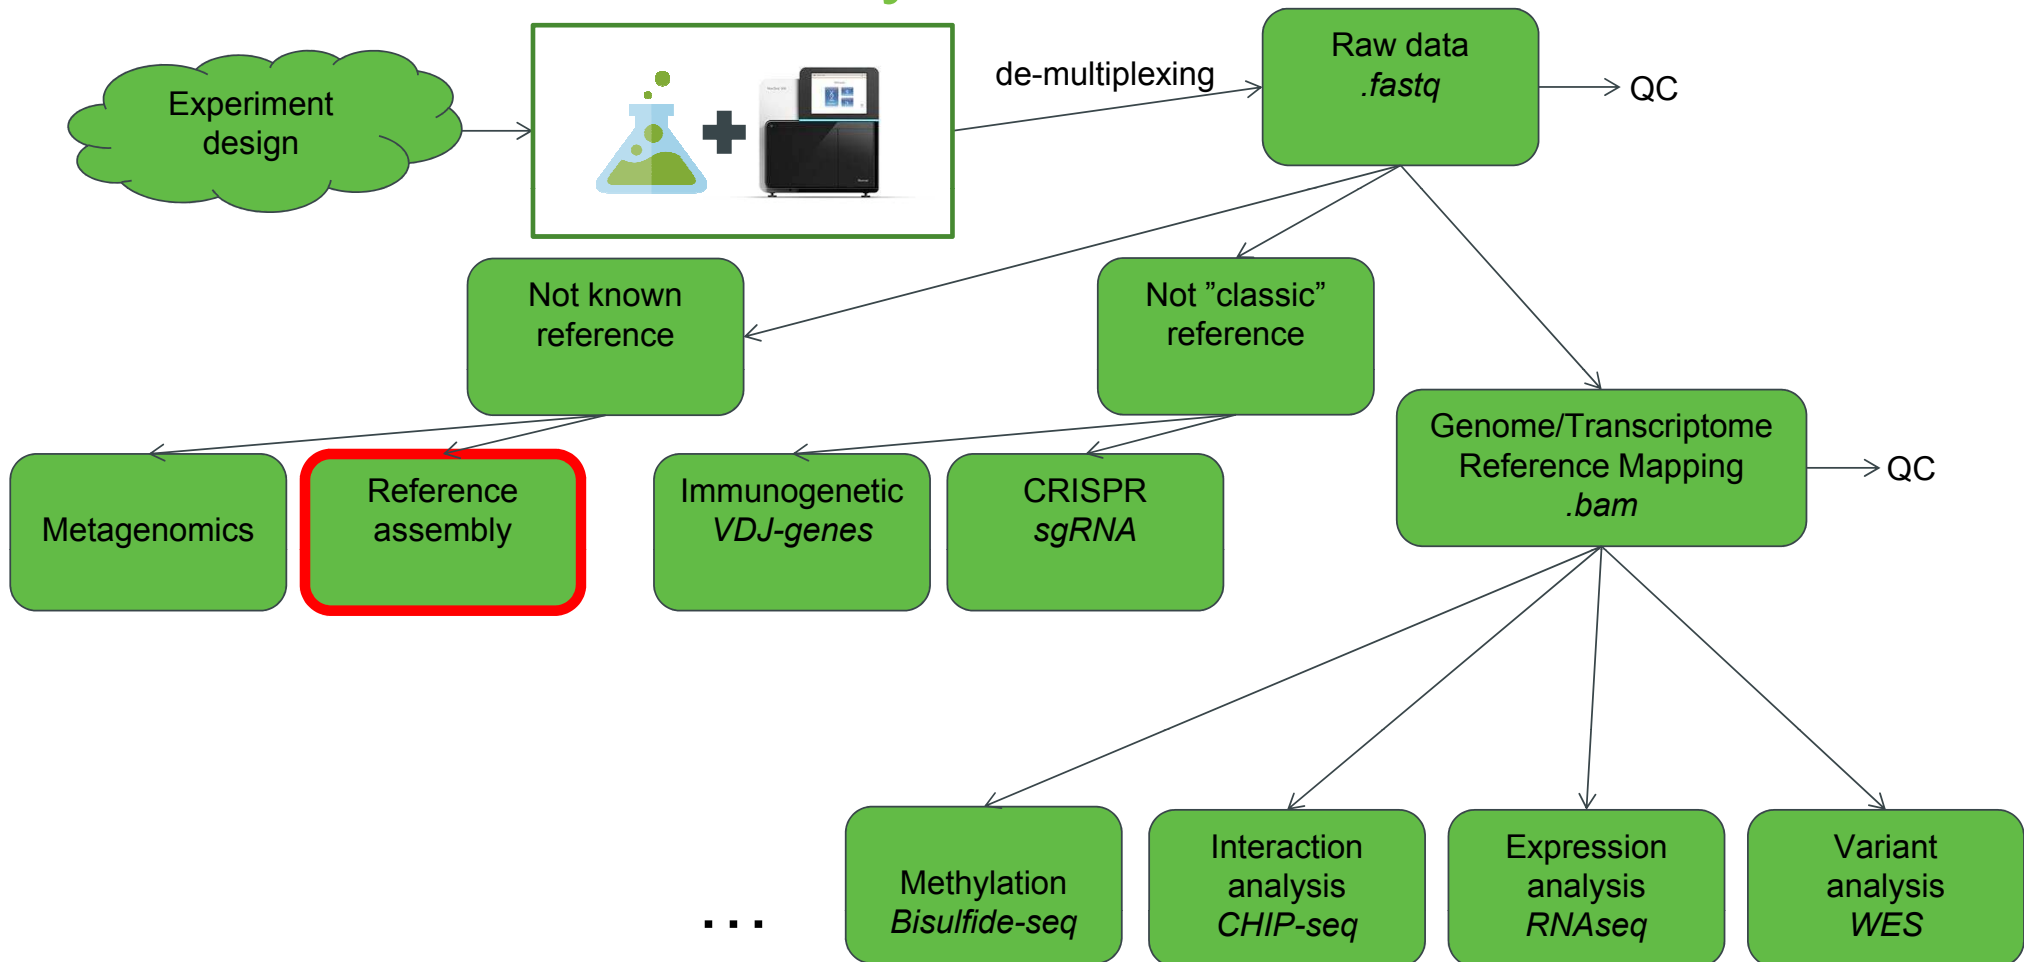 Experiment
design
de-multiplexing
Raw data
.fastq
QC
Not known
reference
Not ”classic”
reference
Genome/Transcriptome
Reference Mapping
.bam
QC
Metagenomics
Reference
assembly
Immunogenetic
VDJ-genes
CRISPR
sgRNA
...
Methylation
Bisulfide-seq
Interaction
analysis
CHIP-seq
Expression
analysis
RNAseq
Variant
analysis
WES